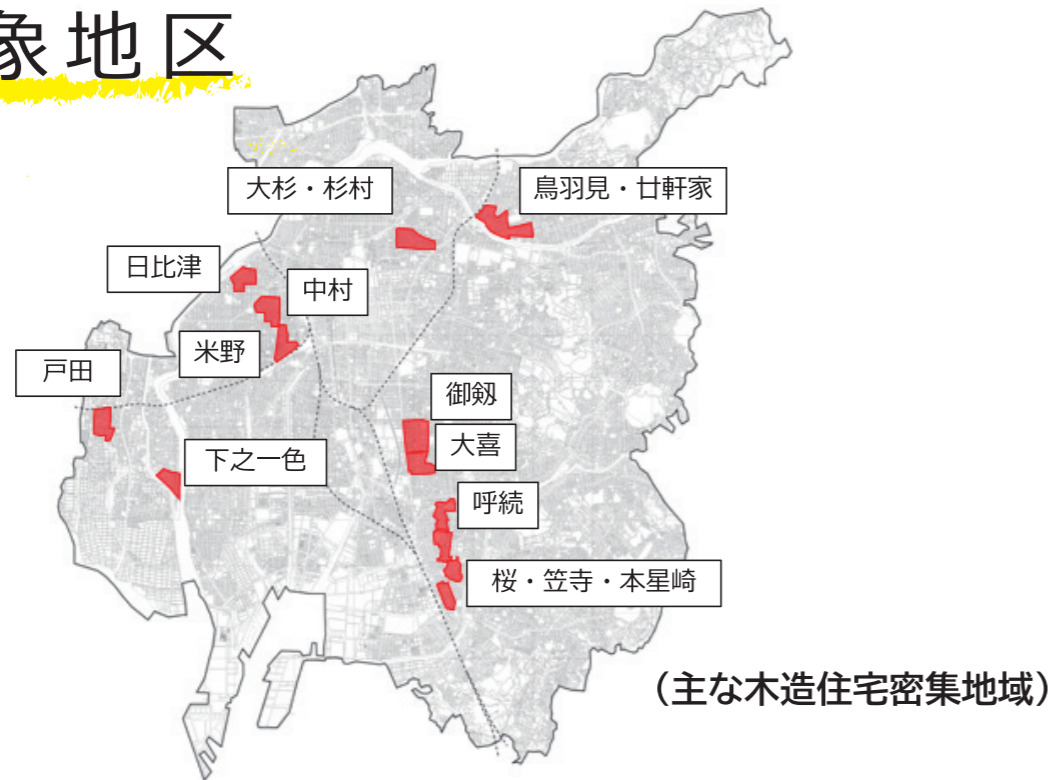 象地区
大杉・杉村
鳥羽見・廿軒家
日比津
中村
米野
戸田
御剱
大喜
下之一色
呼続
桜・笠寺・本星崎
（主な木造住宅密集地域）